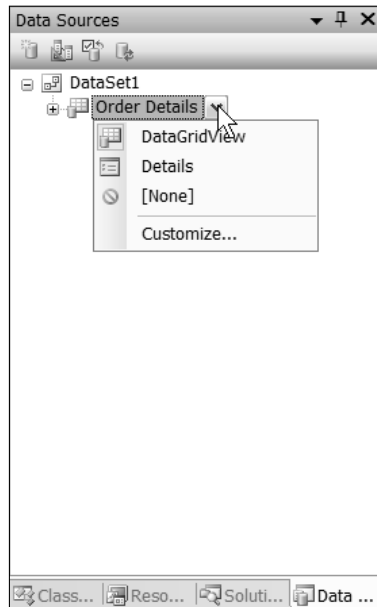 Data Sources
DataSet1
Order Details
DataGridView
Details
[None]
Customize...
Class... Reso... Soluti... Data ...